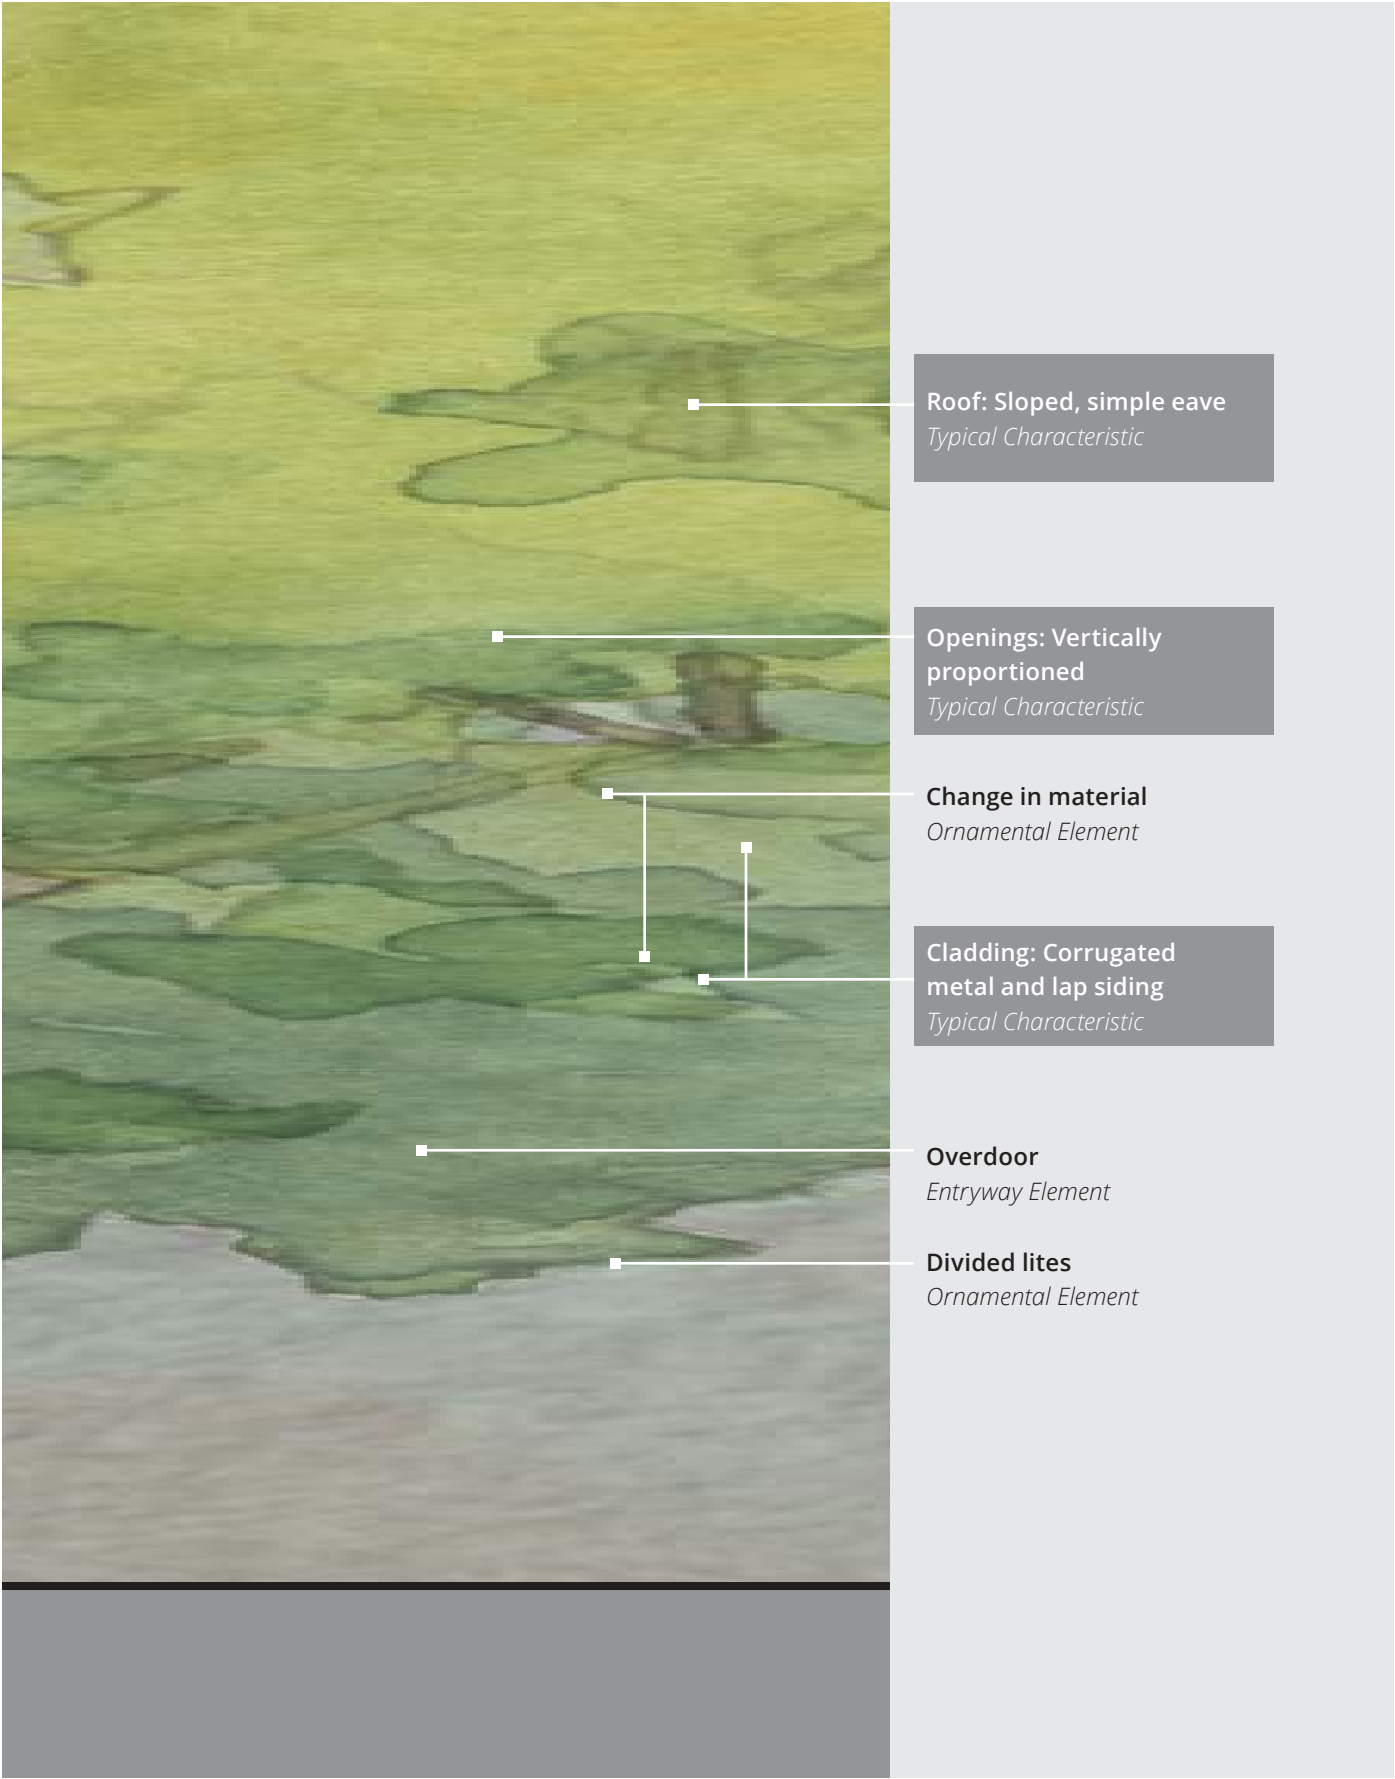 Roof: Sloped, simple eave
Typical Characteristic
Openings: Vertically
proportioned
Typical Characteristic
Change in material
Ornamental Element
Cladding: Corrugated
metal and lap siding
Typical Characteristic
Overdoor
Entryway Element
Divided lites
Ornamental Element